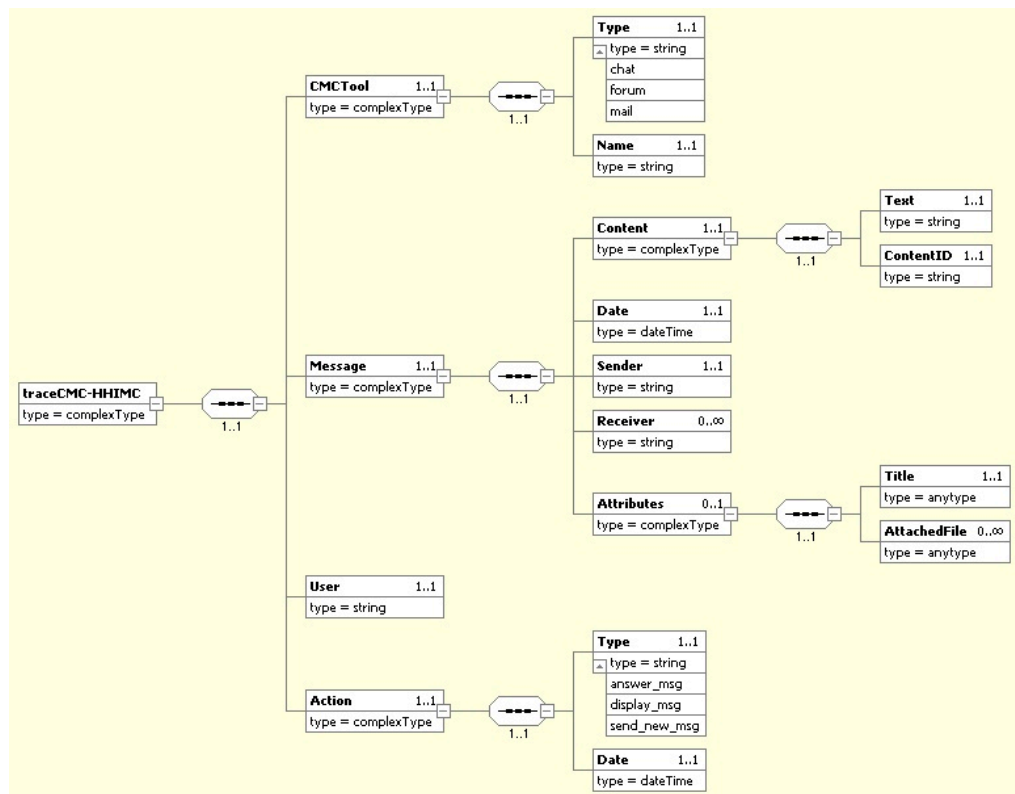 Type 1..1
type = string
chat
forum
mail
CMCTool 1..1
type = complexType
1..1
Name 1..1
type = string
Text 1..1
type = string
Content 1..1
type = complexType
1..1
ContentID 1..1
type = string
Date 1..1
type = dateTime
Message 1..1
type = complexType
1..1
Sender 1..1
type = string
traceCMC-HHIMC
type = complexType
1..1
Receiver 0..∞
type = string
Title 1..1
type = anytype
Attributes 0..1
type = complexType
1..1
AttachedFile 0..∞
type = anytype
User 1..1
type = string
Type 1..1
type = string
answer_msg
display_msg
send_new_msg
Action 1..1
type = complexType
1..1
Date 1..1
type = dateTime